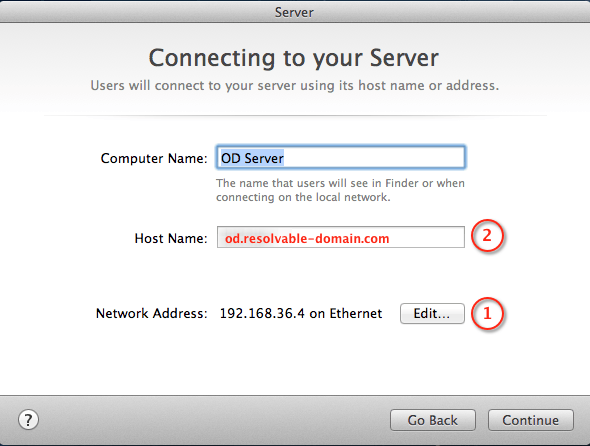 Server
Connecting to your Server
Users will connect to your server using its host name or address.
Computer Name: OD Server
The name that users will see in Finder or when
connecting on the local network.
Host Name: od.resolvable-domain.com 2
Network Address: 192.168.36.4 on Ethernet Edit... 1
? Go Back Continue